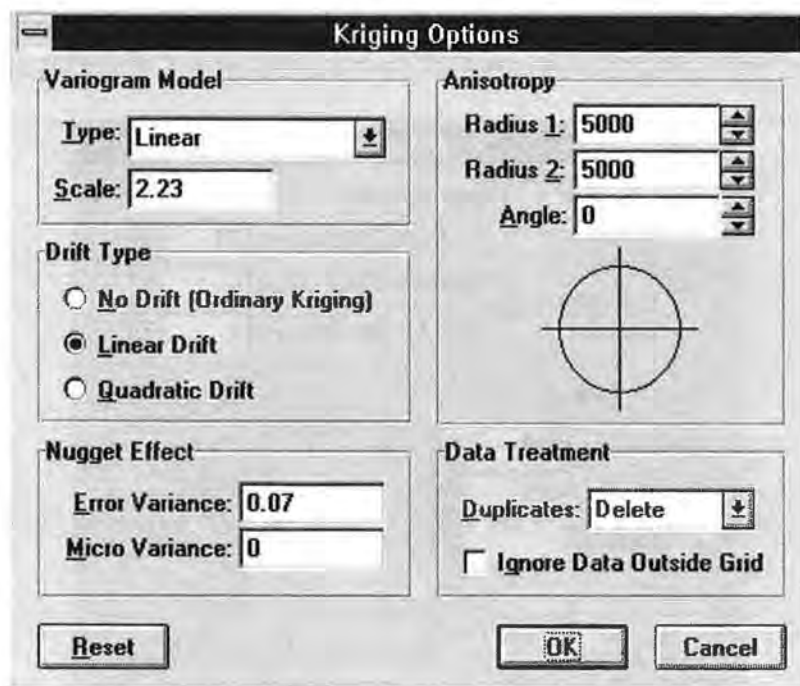 Kriging Options
Variogram Model
Type: Linear
Scale: 2.23
Drift Type
No Drift (Ordinary Kriging)
Linear Drift
Quadratic Drift
Nugget Effect
Error Variance: 0.07
Micro Variance: 0
Anisotropy
Radius 1: 5000
Radius 2: 5000
Angle: 0
Data Treatment
Duplicates: Delete
Ignore Data Outside Grid
Reset
OK
Cancel